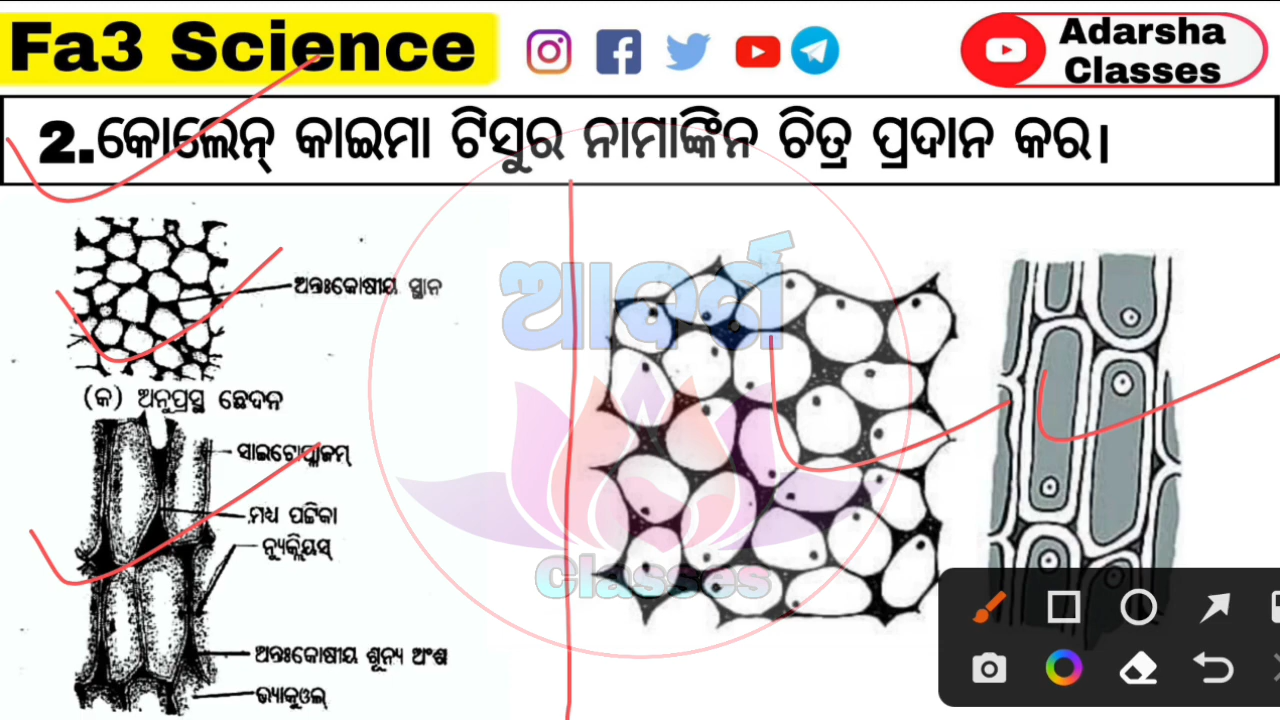 Fa3 Science
Adarsha
Classes
2.କୋଲେନ୍ କାଇମା ଟିସୁର ନାମାଙ୍କିନ ଚିତ୍ର ପ୍ରଦାନ କର।
ଅନ୍ତଃକୋଷୀୟ ସ୍ଥାନ
(କ) ଅନୁପ୍ରସ୍ଥ ଛେଦନ
ସାଇଟୋପ୍ଲାଜମ୍
ମଧ୍ୟ ପଟ୍ଟିକା
ନ୍ୟୁକ୍ଲିୟସ୍
ଅନ୍ତଃକୋଷୀୟ ଶୂନ୍ୟ ଅଂଶ
ଭ୍ୟାକୁଓଲ୍
ଆଦର୍ଶ
Classes